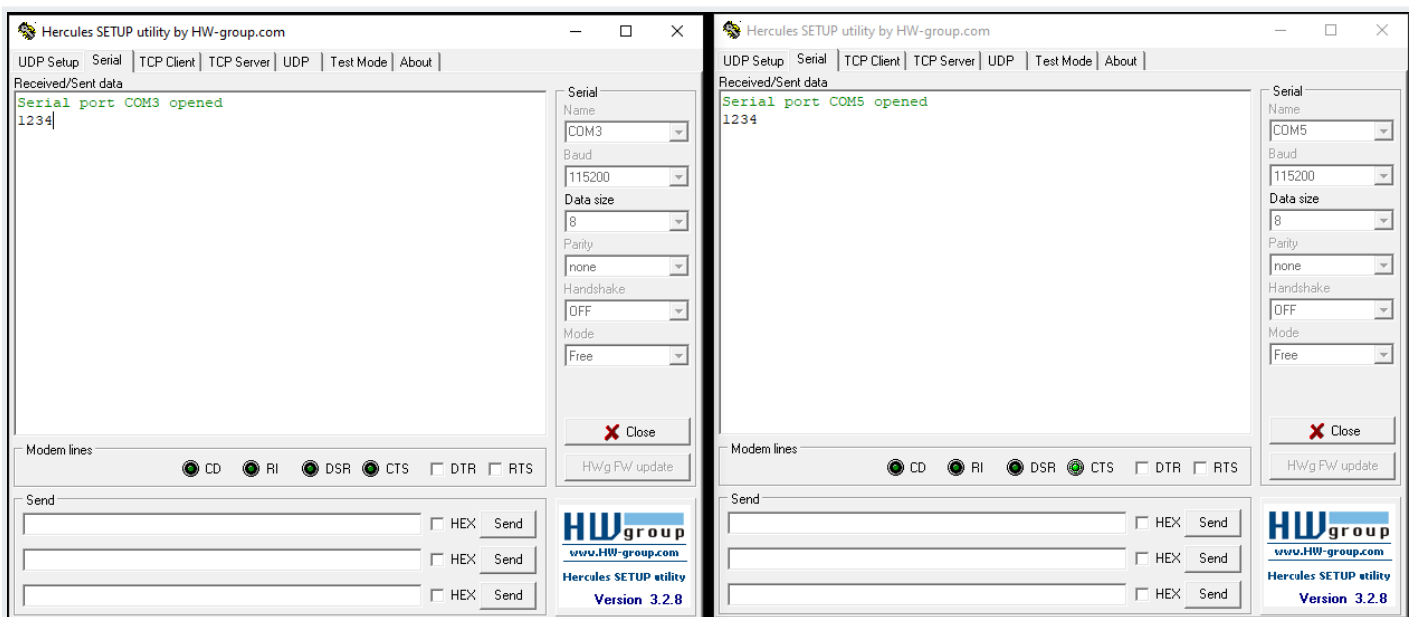 Hercules SETUP utility by HW-group.com
UDP Setup Serial TCP Client TCP Server UDP Test Mode About
Received/Sent data
Serial port COM3 opened
1234
Serial
Name
COM3
Baud
115200
Data size
8
Parity
none
Handshake
OFF
Mode
Free
Close
HWg FW update
Modem lines
CD RI DSR CTS DTR RTS
Send
HEX Send
HEX Send
HEX Send
HW group
www.HW-group.com
Hercules SETUP utility
Version 3.2.8
Hercules SETUP utility by HW-group.com
UDP Setup Serial TCP Client TCP Server UDP Test Mode About
Received/Sent data
Serial port COM5 opened
1234
Serial
Name
COM5
Baud
115200
Data size
8
Parity
none
Handshake
OFF
Mode
Free
Close
HWg FW update
Modem lines
CD RI DSR CTS DTR RTS
Send
HEX Send
HEX Send
HEX Send
HW group
www.HW-group.com
Hercules SETUP utility
Version 3.2.8